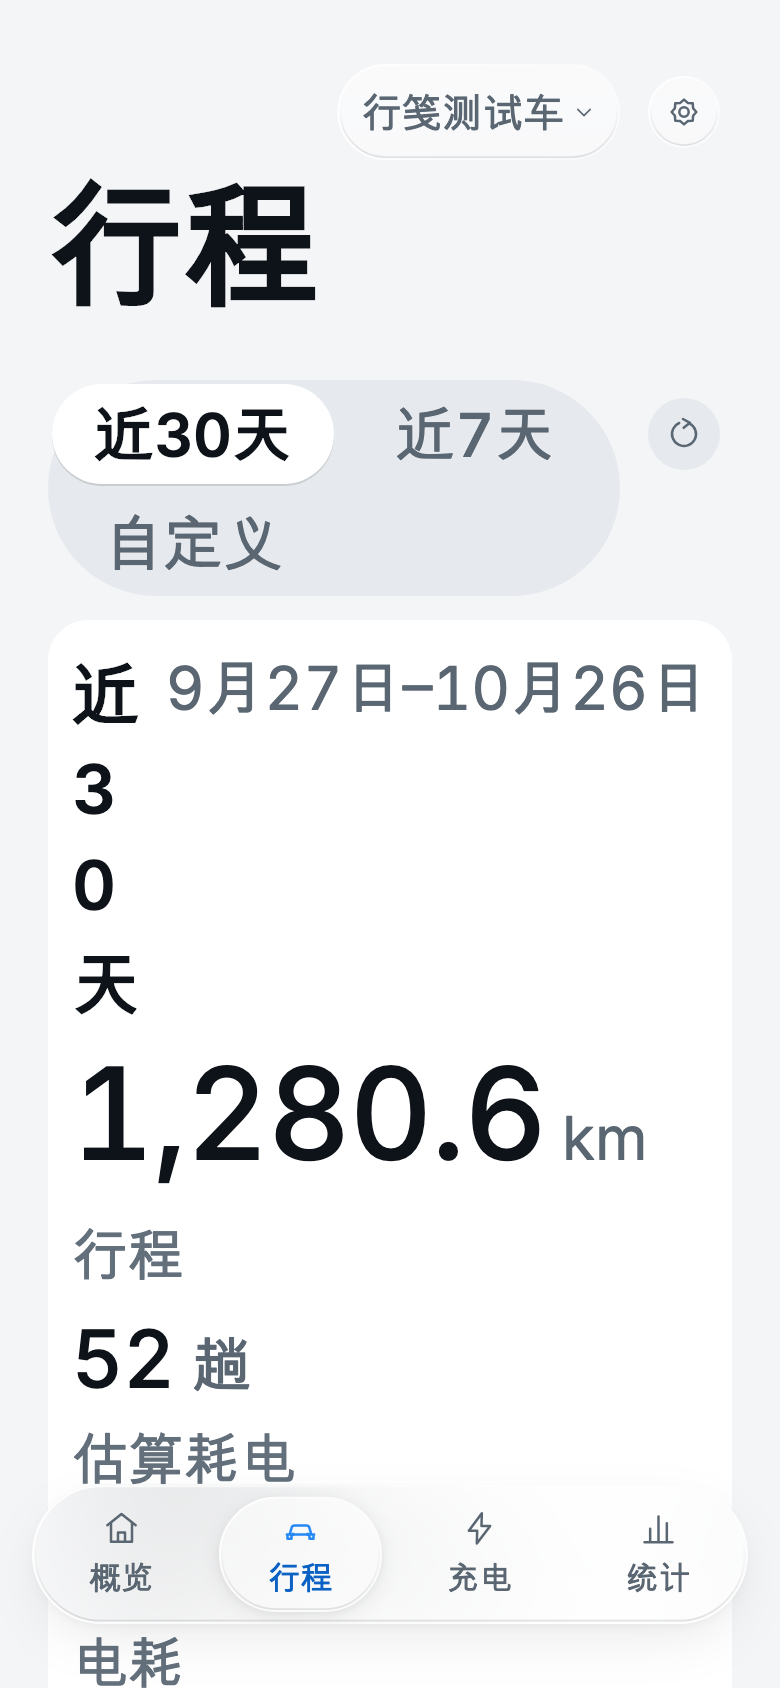 行笺测试车
行程
近30天 近7天
自定义
近 9月27日–10月26日
3
0
天
1,280.6 km
行程
52 趟
估算耗电
概览 行程 充电 统计
电耗